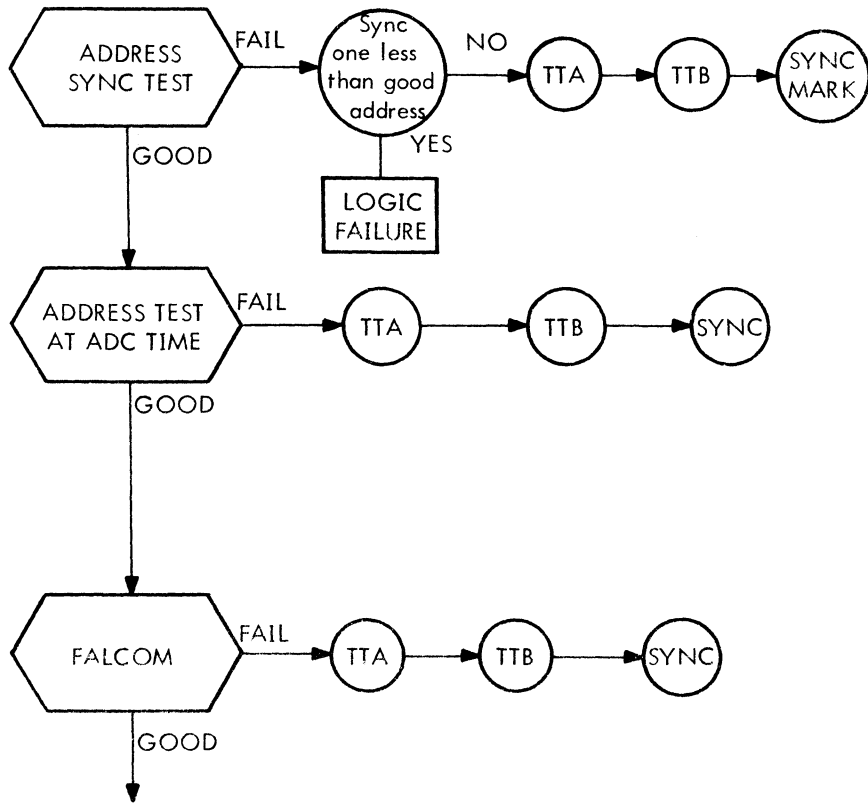 ADDRESS
SYNC TEST
FAIL
Sync
one less
than good
address
NO
TTA
TTB
SYNC
MARK
YES
LOGIC
FAILURE
GOOD
ADDRESS TEST
AT ADC TIME
FAIL
TTA
TTB
SYNC
GOOD
FALCOM
FAIL
TTA
TTB
SYNC
GOOD